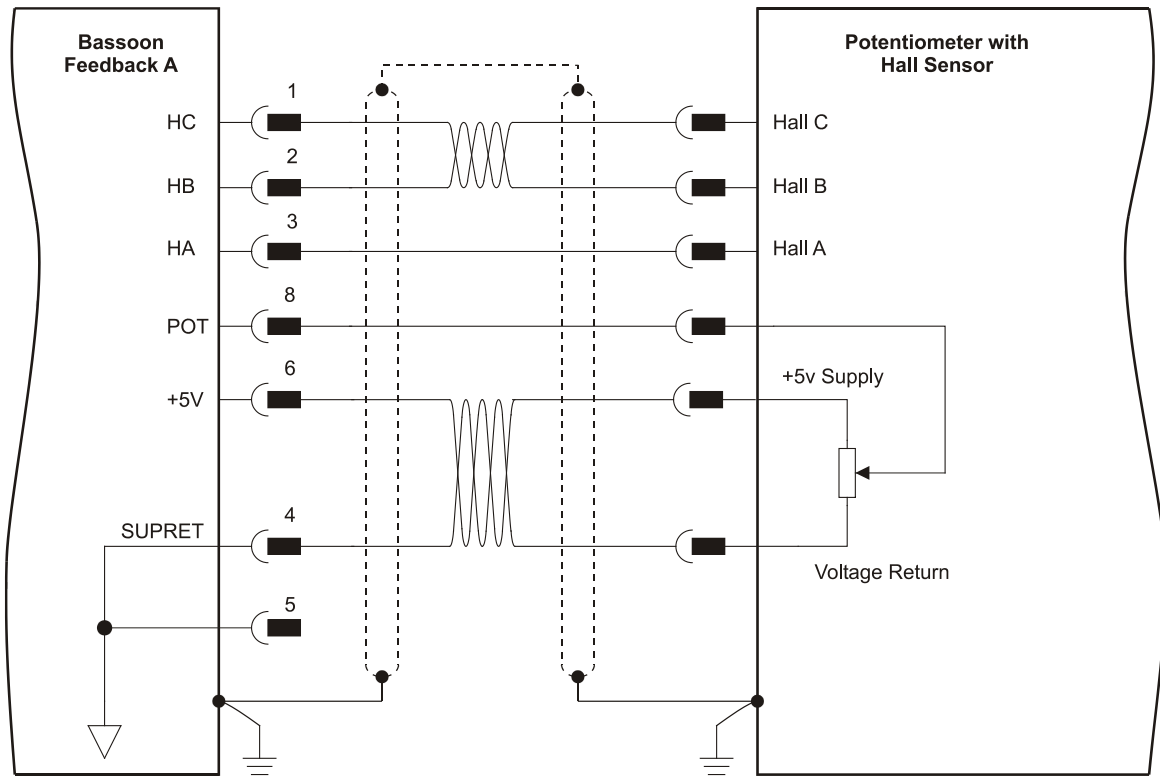 Bassoon
Feedback A
Potentiometer with
Hall Sensor
HC
1
Hall C
HB
2
Hall B
HA
3
Hall A
POT
8
+5V
6
+5v Supply
SUPRET
4
Voltage Return
5